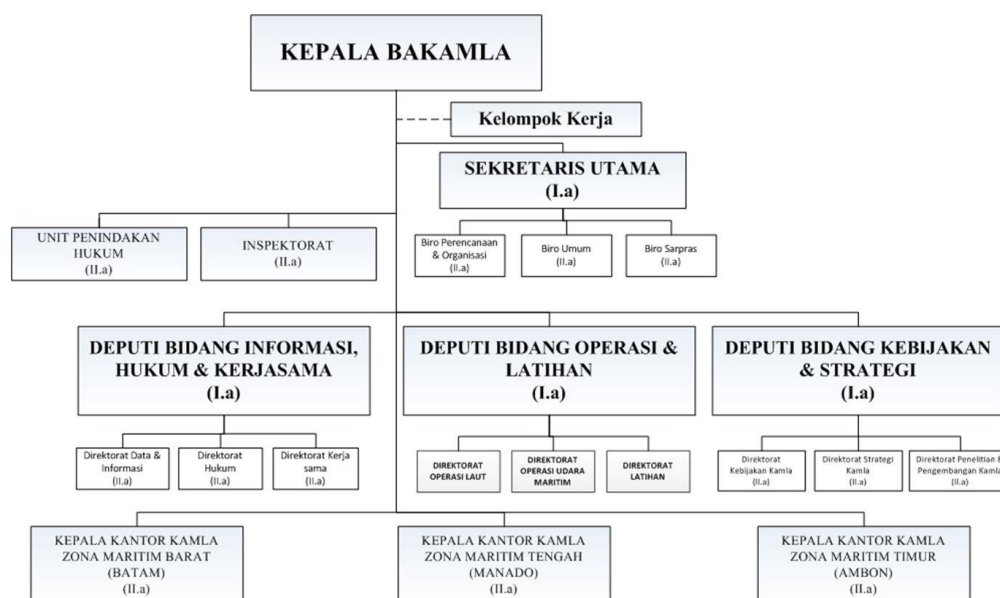 KEPALA BAKAMLA
Kelompok Kerja
SEKRETARIS UTAMA
(I.a)
UNIT PENINDAKAN
HUKUM
(II.a)
INSPEKTORAT
(II.a)
Biro Perencanaan
& Organisasi
(II.a)
Biro Umum
(II.a)
Biro Sarpras
(II.a)
DEPUTI BIDANG INFORMASI,
HUKUM & KERJASAMA
(I.a)
DEPUTI BIDANG OPERASI &
LATIHAN
(I.a)
DEPUTI BIDANG KEBIJAKAN
& STRATEGI
(I.a)
Direktorat Data &
Informasi
(II.a)
Direktorat
Hukum
(II.a)
Direktorat Kerja
sama
(II.a)
DIREKTORAT
OPERASI LAUT
DIREKTORAT
OPERASI UDARA
MARITIM
DIREKTORAT
LATIHAN
Direktorat
Kebijakan Kamla
(II.a)
Direktorat Strategi
Kamla
(II.a)
Direktorat Penelitian &
Pengembangan Kamla
(II.a)
KEPALA KANTOR KAMLA
ZONA MARITIM BARAT
(BATAM)
(II.a)
KEPALA KANTOR KAMLA
ZONA MARITIM TENGAH
(MANADO)
(II.a)
KEPALA KANTOR KAMLA
ZONA MARITIM TIMUR
(AMBON)
(II.a)